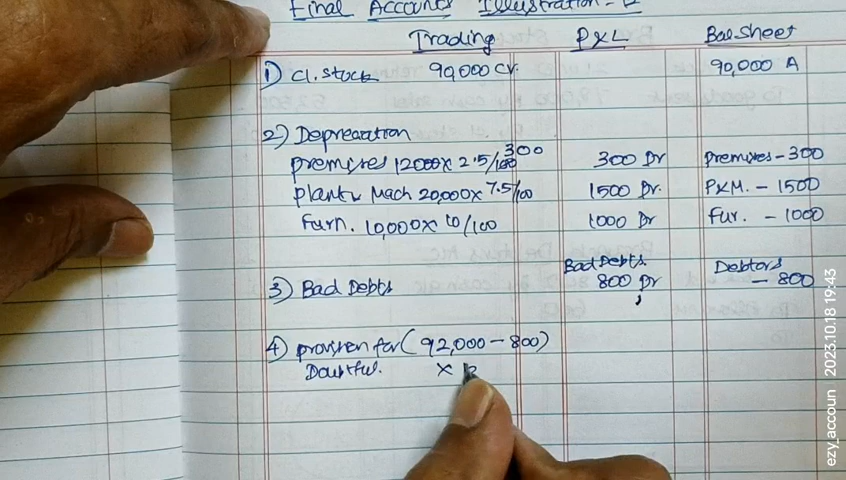 Final Accounts Illustration - 12
Trading P&L Bal Sheet
1) Cl. Stock 90,000 Cr. 90,000 A
2) Depreciation
premises 12000 x 2.5/100 300 300 Dr premises - 300
plant & Mach 20,000 x 7.5/100 1500 Dr. P&M. - 1500
Furn. 10,000 x 10/100 1000 Dr Fur. - 1000
Bad Debts Debtors
3) Bad Debts 800 Dr - 800
4) provision for (92,000 - 800)
Doubtful. x
ezy_accoun 2023.10.18 19:43